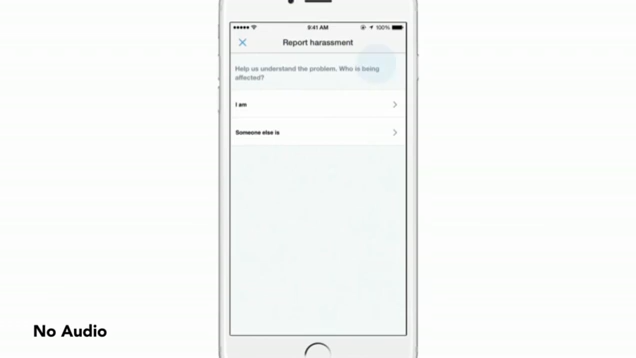 9:41 AM
100%
Report harassment
Help us understand the problem. Who is being
affected?
I am
Someone else is
No Audio